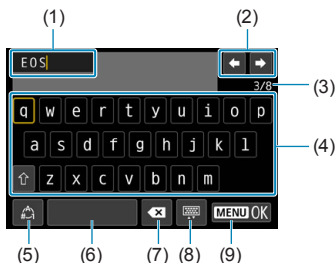 (1) (2)
EOS
3/8 (3)
q w e r t y u i o p
a s d f g h j k l (4)
z x c v b n m
MENU OK
(5) (6) (7) (8) (9)